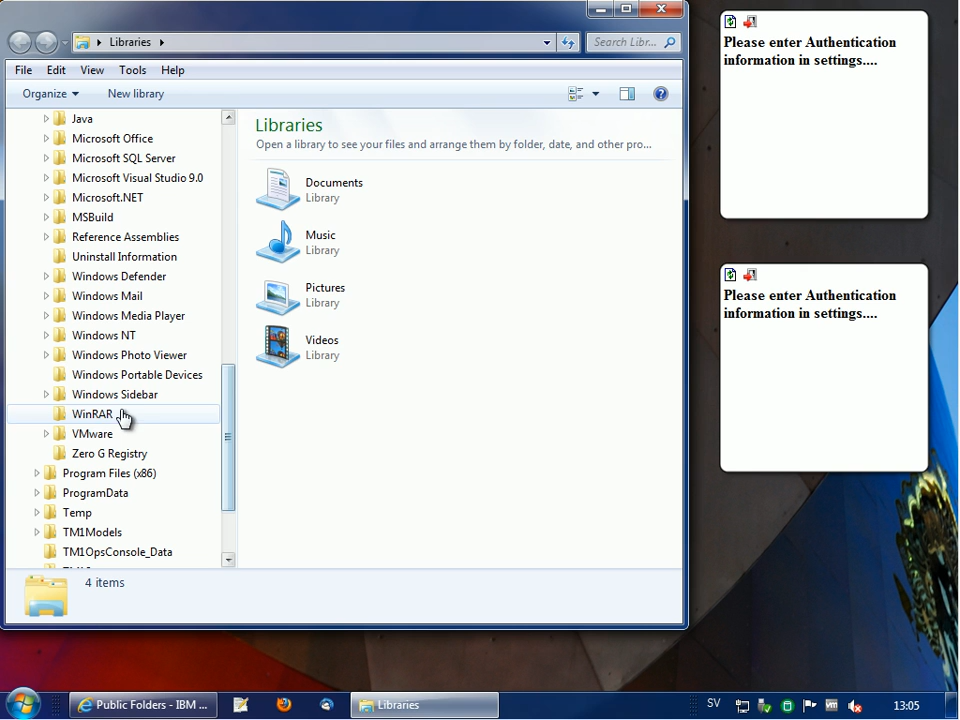 Libraries
Search Libr...
File Edit View Tools Help
Organize New library
Java
Microsoft Office
Microsoft SQL Server
Microsoft Visual Studio 9.0
Microsoft.NET
MSBuild
Reference Assemblies
Uninstall Information
Windows Defender
Windows Mail
Windows Media Player
Windows NT
Windows Photo Viewer
Windows Portable Devices
Windows Sidebar
WinRAR
VMware
Zero G Registry
Program Files (x86)
ProgramData
Temp
TM1Models
TM1OpsConsole_Data
Libraries
Open a library to see your files and arrange them by folder, date, and other pro...
Documents
Library
Music
Library
Pictures
Library
Videos
Library
4 items
Please enter Authentication
information in settings....
Please enter Authentication
information in settings....
Public Folders - IBM ...
Libraries
SV
13:05